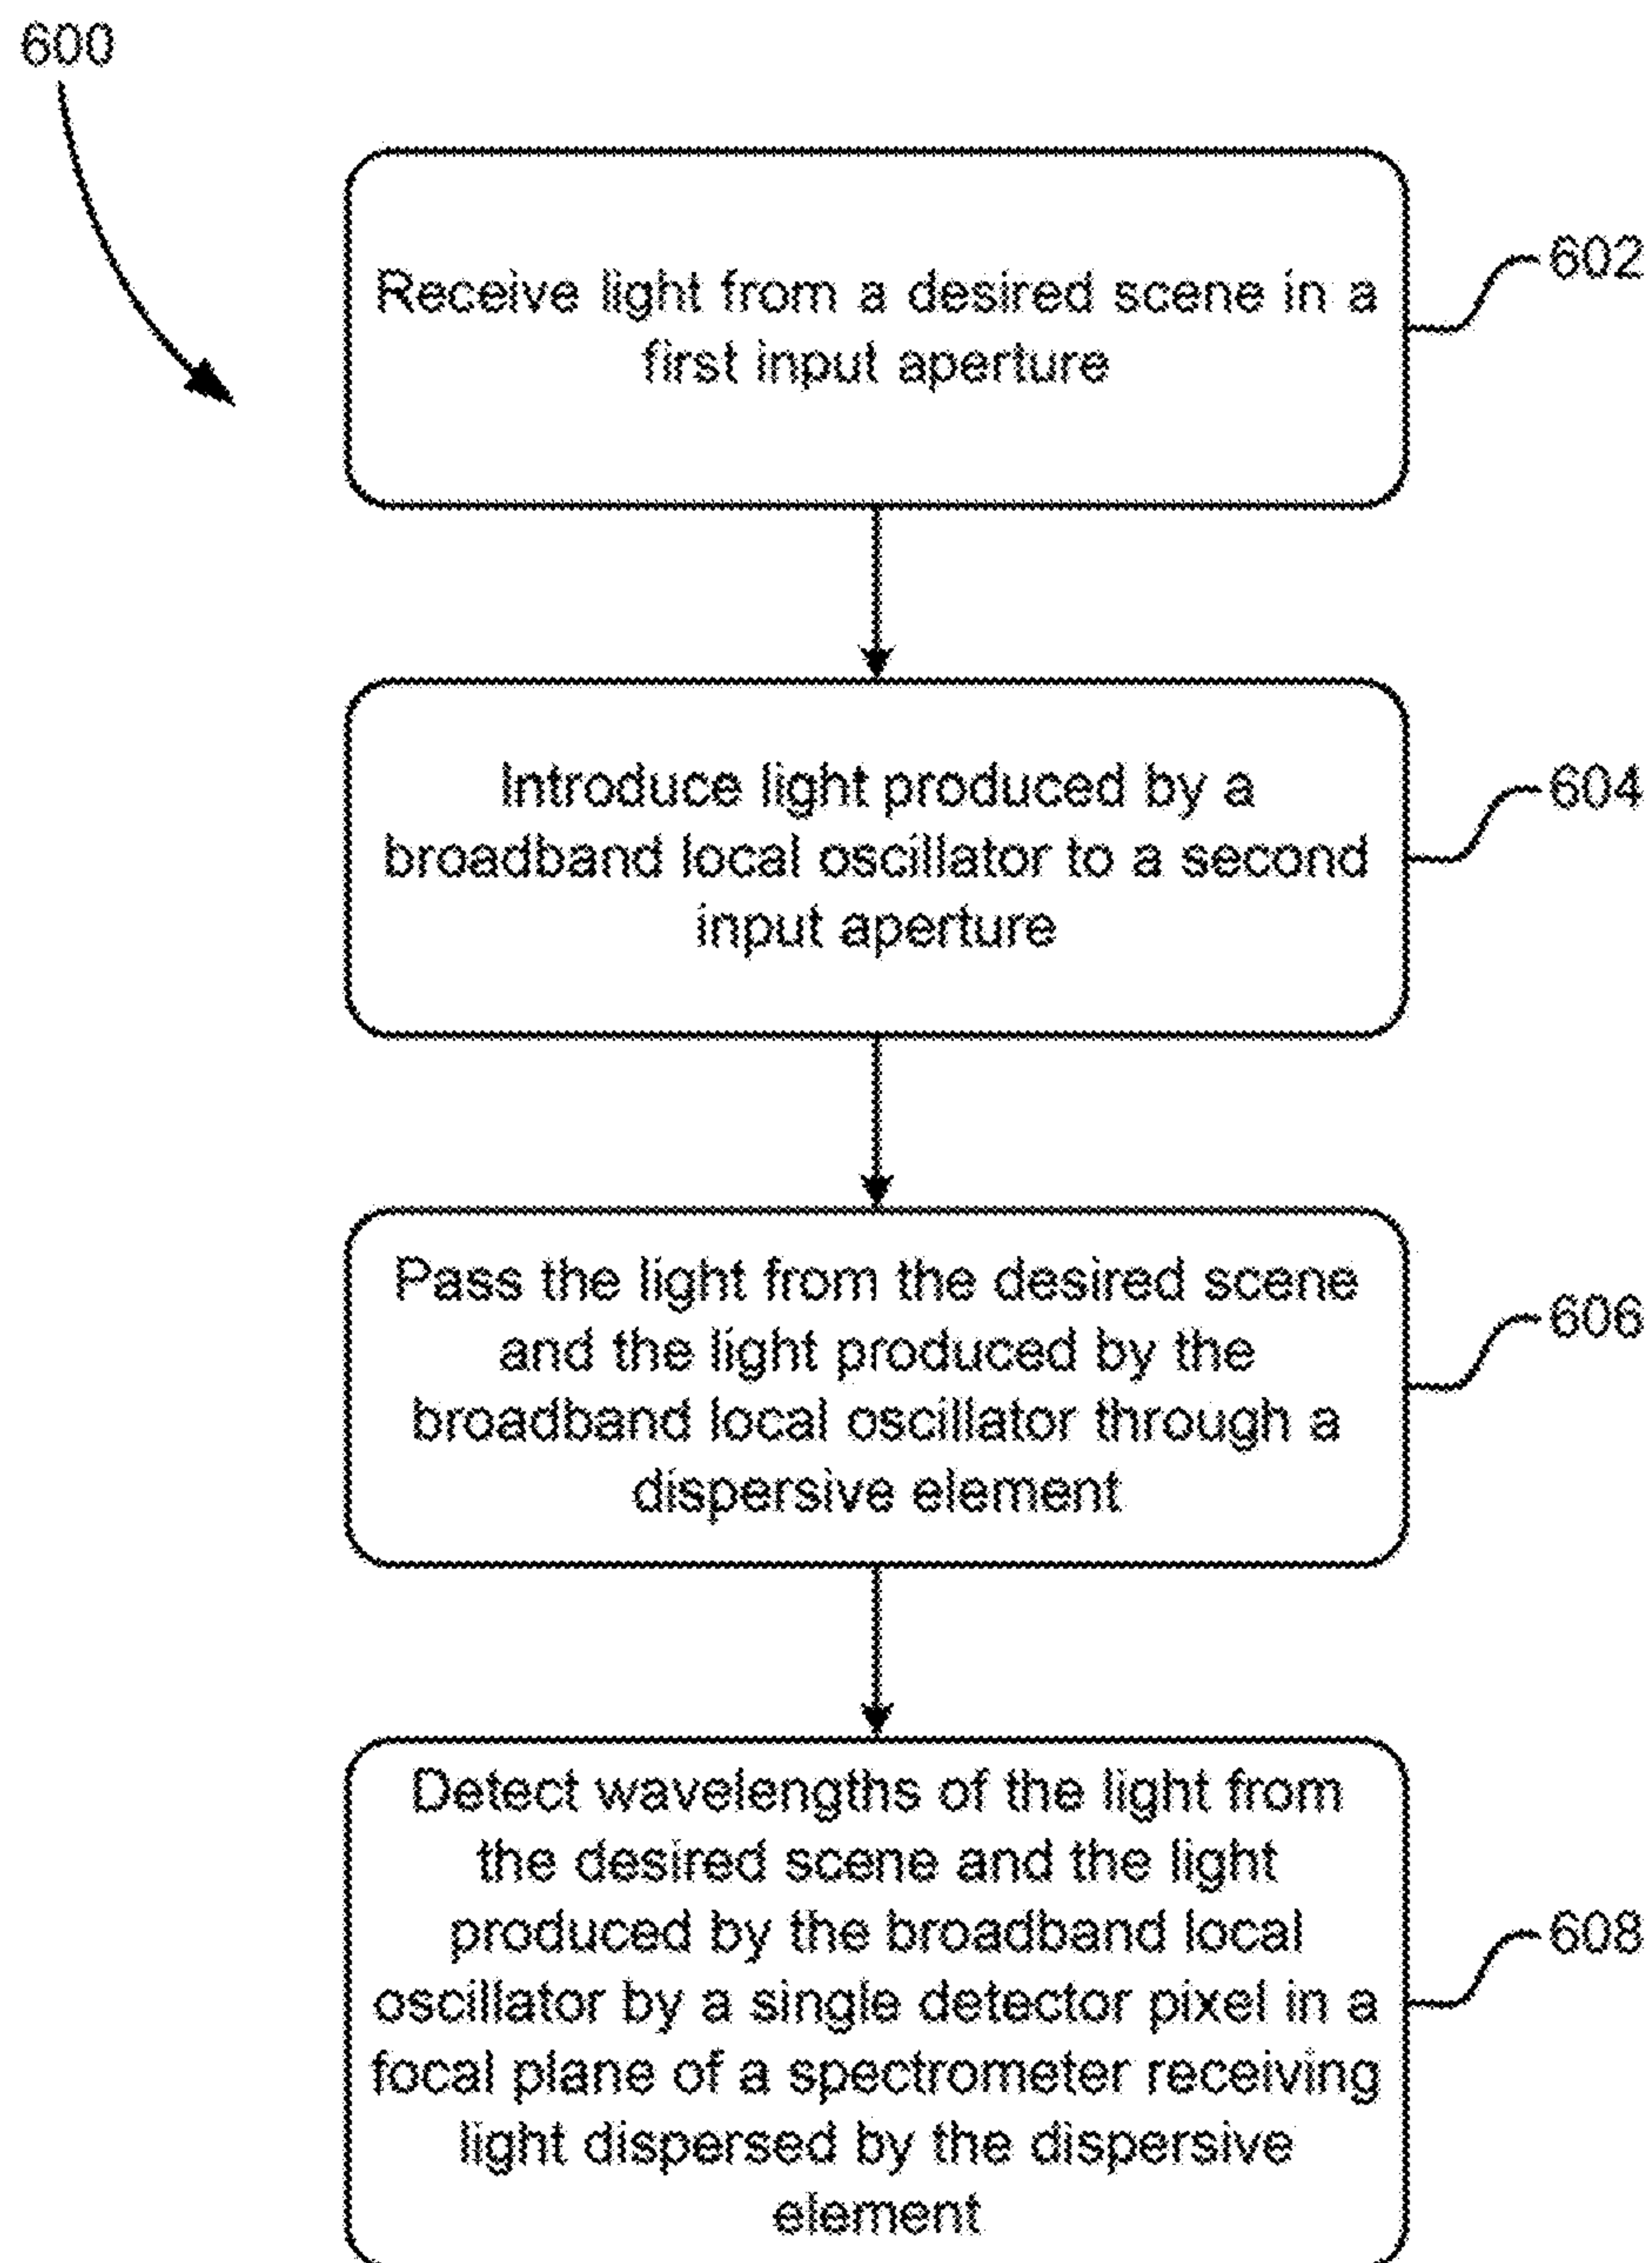 600
Receive light from a desired scene in a
first input aperture
602
Introduce light produced by a
broadband local oscillator to a second
input aperture
604
Pass the light from the desired scene
and the light produced by the
broadband local oscillator through a
dispersive element
606
Detect wavelengths of the light from
the desired scene and the light
produced by the broadband local
oscillator by a single detector pixel in a
focal plane of a spectrometer receiving
light dispersed by the dispersive
element
608